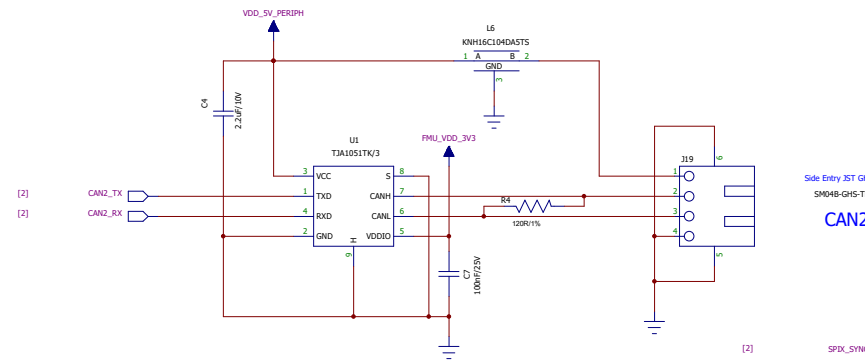 VDD_5V_PERIPH
L6
KNH16C104DA5TS
1 A B 2
GND
3
C4
2.2uF/10V
FMU_VDD_3V3
U1
TJA1051TK/3
J19
6
3 VCC S 8
1
Side Entry JST G
SM04B-GHS-T
[2] CAN2_TX 1 TXD CANH 7 R4 2
[2] CAN2_RX 4 RXD CANL 6 120R/1% 3
CAN2
2 GND VDDIO 5 4
H
9
C7
100nF/25V
5
[2] SPIX_SYN